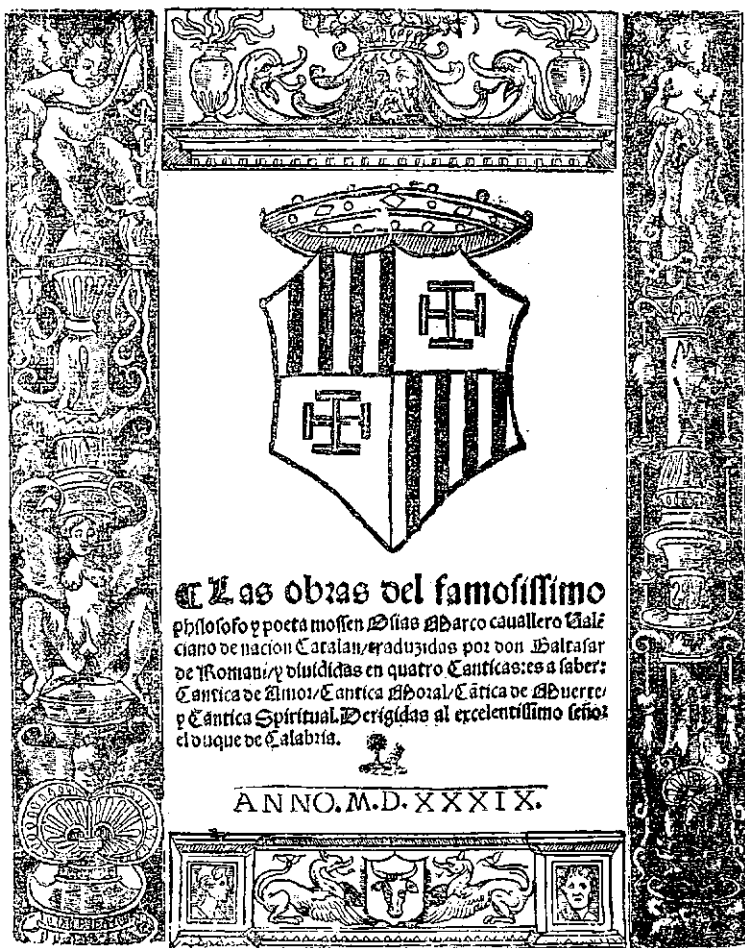 ☾ Las obras del famosissimo
philosofo y poeta mossen Osias Marco cauallero Valē
ciano de nacion Catalan/traduzidas por don Baltasar
de Romani/y diuididas en quatro Canticas:es a saber:
Cantica de Amor/Cantica Moral/Cātica de Muerte/
y Cantica Spiritual.Derigidas al excelentissimo señor
el duque de Calabria.
ANNO.M.D.XXXIX.